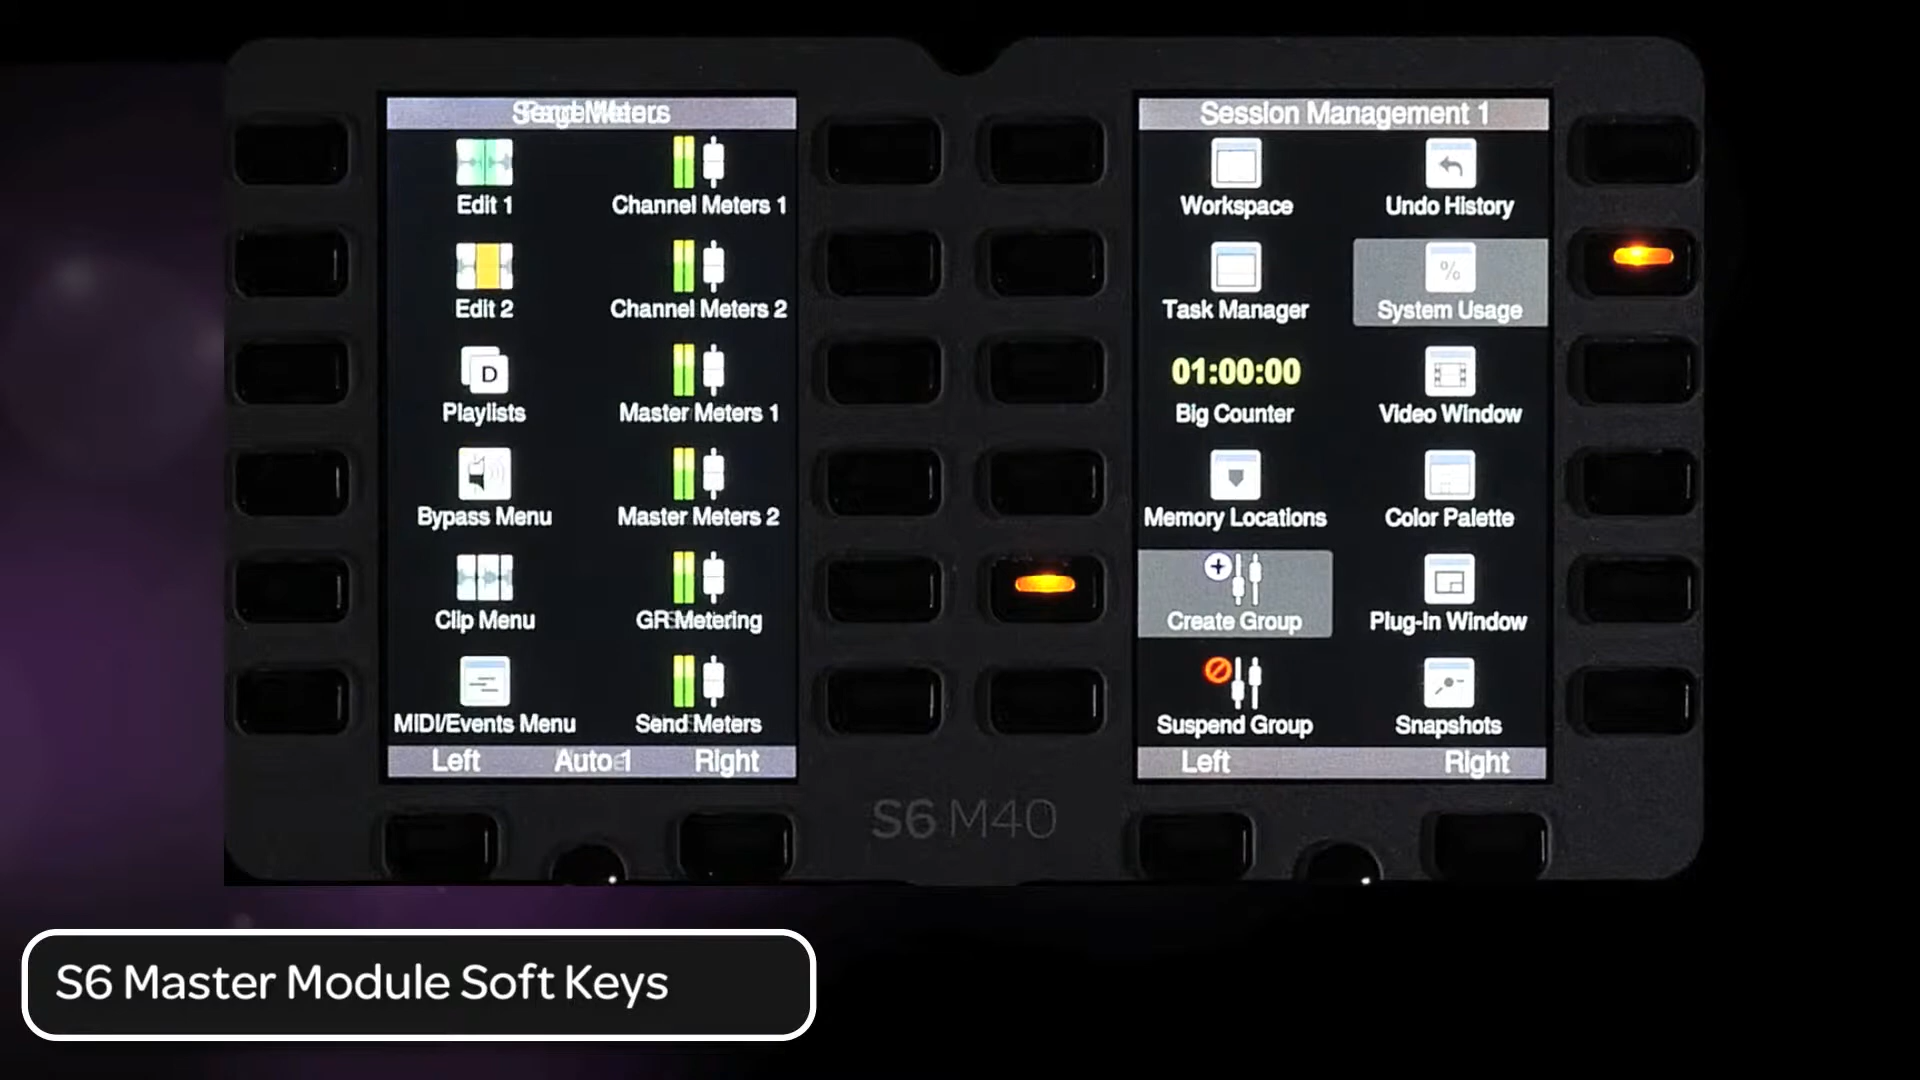 Session Management 1
Edit 1
Channel Meters 1
Edit 2
Channel Meters 2
Playlists
D
Master Meters 1
Bypass Menu
Master Meters 2
Clip Menu
GR Metering
MIDI/Events Menu
Send Meters
Left
Auto
Right
Workspace
Undo History
Task Manager
%
System Usage
01:00:00
Big Counter
Video Window
Memory Locations
Color Palette
Create Group
Plug-In Window
Suspend Group
Snapshots
Left
Right
S6 M40
S6 Master Module Soft Keys